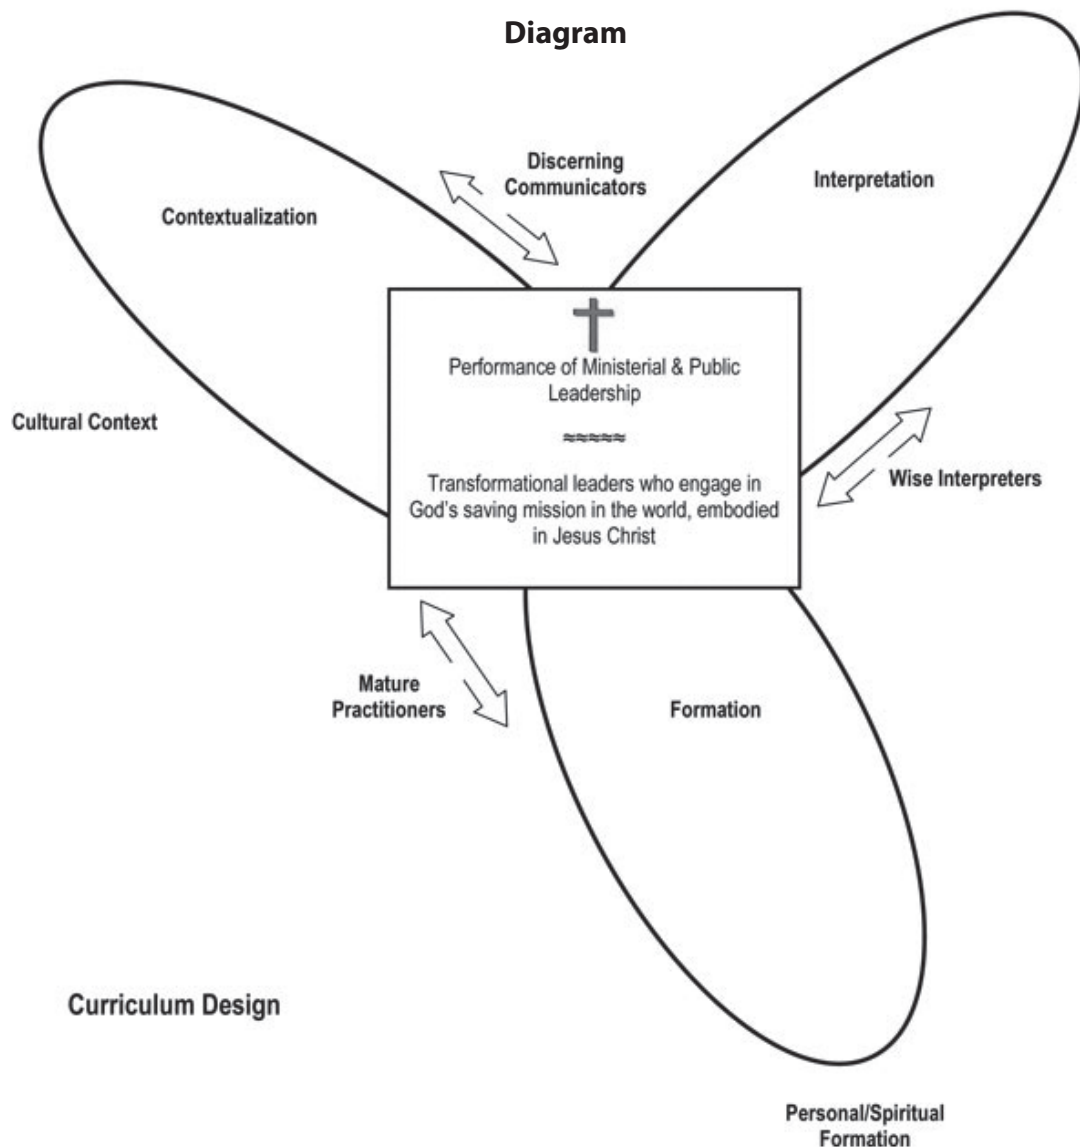 Diagram
Discerning
Communicators
Interpretation
Contextualization
Performance of Ministerial & Public
Leadership
≈≈≈≈≈
Transformational leaders who engage in
God's saving mission in the world, embodied
in Jesus Christ
Cultural Context
Wise Interpreters
Mature
Practitioners
Formation
Curriculum Design
Personal/Spiritual
Formation